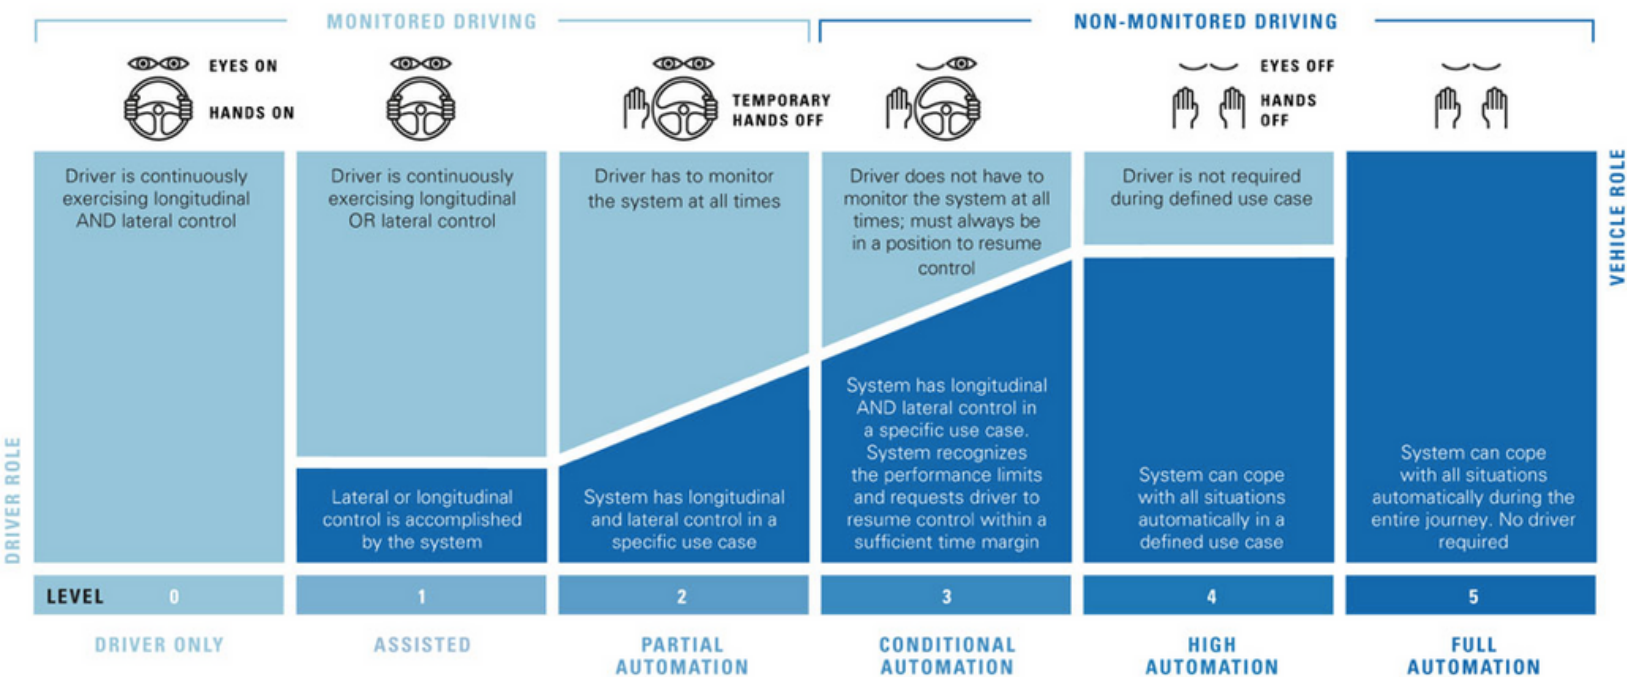 MONITORED DRIVING
NON-MONITORED DRIVING
EYES ON
HANDS ON
TEMPORARY
HANDS OFF
EYES OFF
HANDS
OFF
Driver is continuously
exercising longitudinal
AND lateral control
Driver is continuously
exercising longitudinal
OR lateral control
Driver has to monitor
the system at all times
Driver does not have to
monitor the system at all
times; must always be
in a position to resume
control
Driver is not required
during defined use case
VEHICLE ROLE
DRIVER ROLE
Lateral or longitudinal
control is accomplished
by the system
System has longitudinal
and lateral control in a
specific use case
System has longitudinal
AND lateral control in
a specific use case.
System recognizes
the performance limits
and requests driver to
resume control within a
sufficient time margin
System can cope
with all situations
automatically in a
defined use case
System can cope
with all situations
automatically during the
entire journey. No driver
required
LEVEL 0 1 2 3 4 5
DRIVER ONLY
ASSISTED
PARTIAL
AUTOMATION
CONDITIONAL
AUTOMATION
HIGH
AUTOMATION
FULL
AUTOMATION